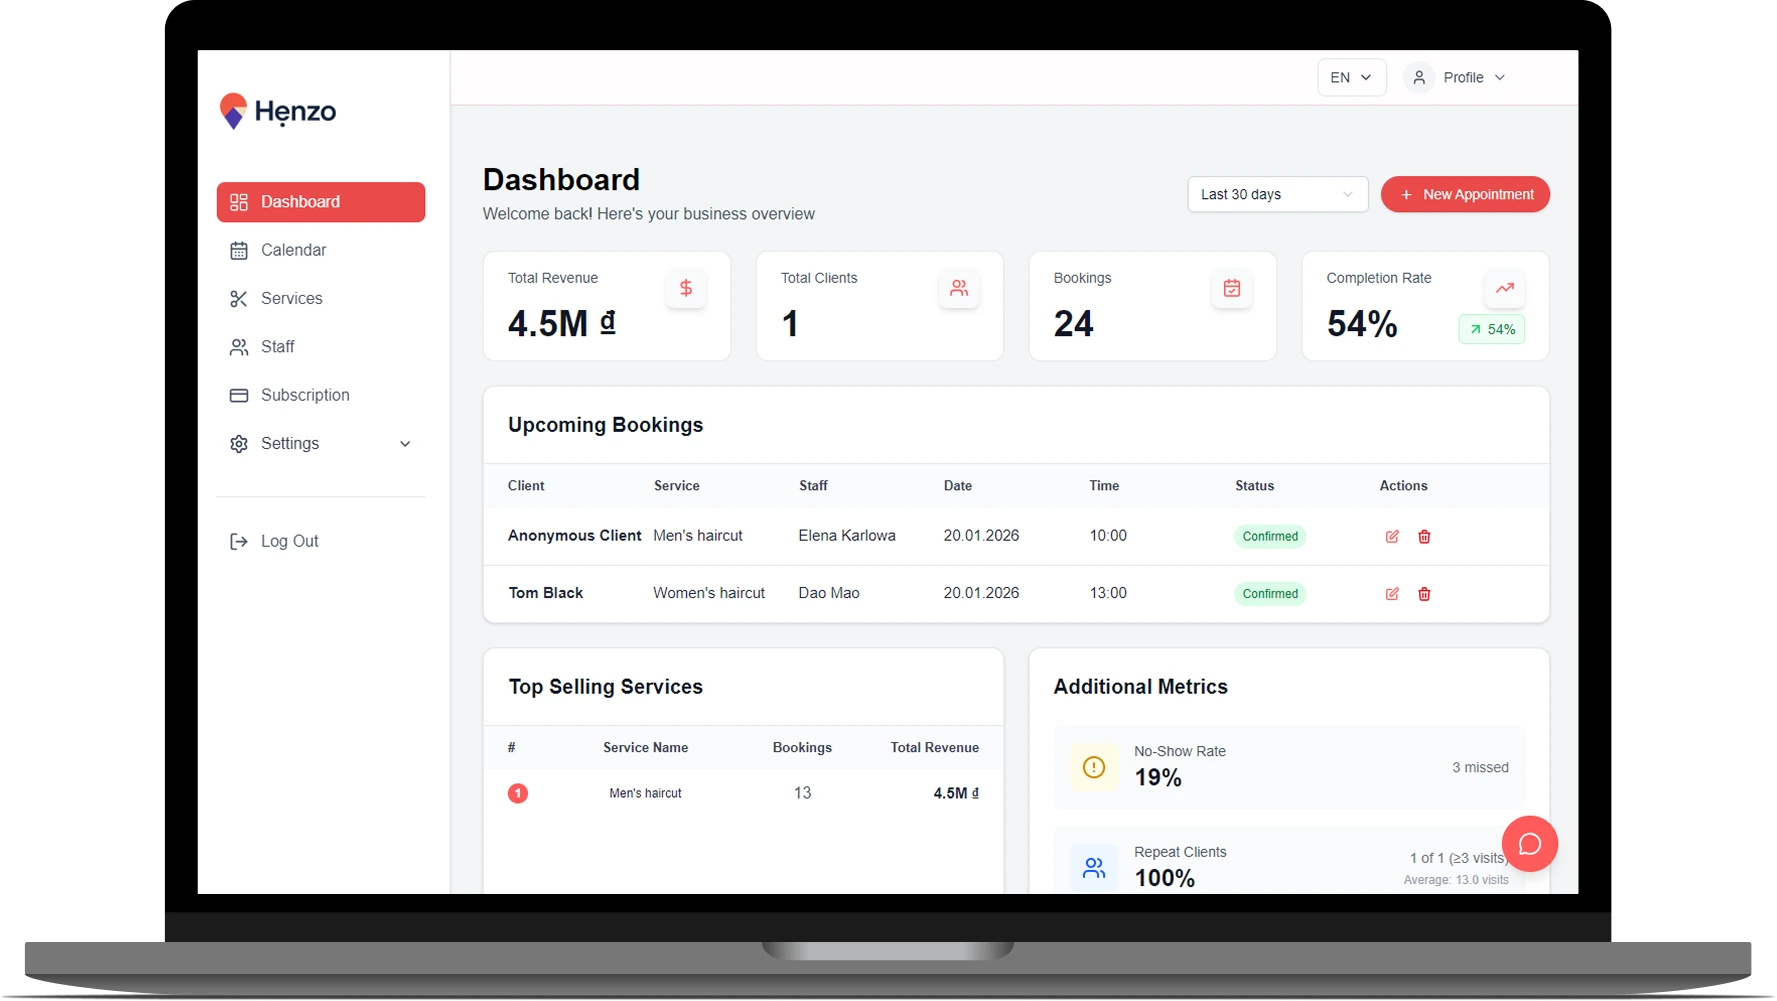 Hẹnzo
EN
Profile
Dashboard
Calendar
Services
Staff
Subscription
Settings
Log Out
Dashboard
Welcome back! Here's your business overview
Last 30 days
+ New Appointment
Total Revenue
$
4.5M ₫
Total Clients
1
Bookings
24
Completion Rate
54%
54%
Upcoming Bookings
Client Service Staff Date Time Status Actions
Anonymous Client Men's haircut Elena Karlowa 20.01.2026 10:00 Confirmed
Tom Black Women's haircut Dao Mao 20.01.2026 13:00 Confirmed
Top Selling Services
# Service Name Bookings Total Revenue
1 Men's haircut 13 4.5M ₫
Additional Metrics
No-Show Rate
19%
3 missed
Repeat Clients
100%
1 of 1 (≥3 visits)
Average: 13.0 visits